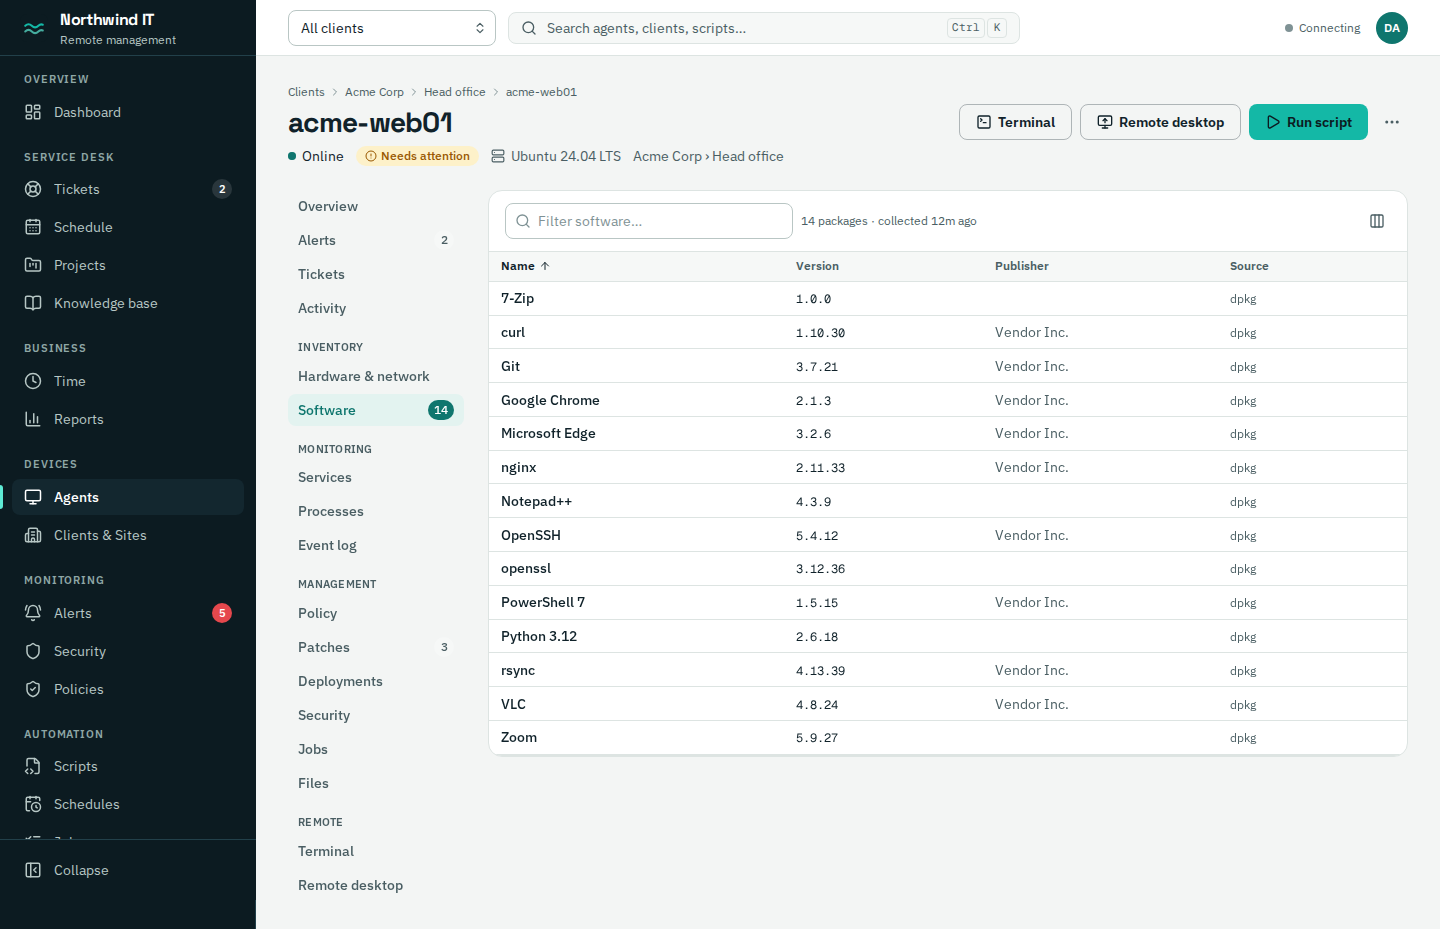 Northwind IT
Remote management
All clients
Search agents, clients, scripts...
Ctrl K
Connecting
DA
OVERVIEW
Dashboard
SERVICE DESK
Tickets 2
Schedule
Projects
Knowledge base
BUSINESS
Time
Reports
DEVICES
Agents
Clients & Sites
MONITORING
Alerts 5
Security
Policies
AUTOMATION
Scripts
Schedules
Collapse
Clients > Acme Corp > Head office > acme-web01
acme-web01
Terminal
Remote desktop
Run script
Online
Needs attention
Ubuntu 24.04 LTS
Acme Corp › Head office
Overview
Alerts 2
Tickets
Activity
INVENTORY
Hardware & network
Software 14
MONITORING
Services
Processes
Event log
MANAGEMENT
Policy
Patches 3
Deployments
Security
Jobs
Files
REMOTE
Terminal
Remote desktop
Filter software...
14 packages · collected 12m ago
Name Version Publisher Source
7-Zip 1.0.0 dpkg
curl 1.10.30 Vendor Inc. dpkg
Git 3.7.21 Vendor Inc. dpkg
Google Chrome 2.1.3 Vendor Inc. dpkg
Microsoft Edge 3.2.6 Vendor Inc. dpkg
nginx 2.11.33 Vendor Inc. dpkg
Notepad++ 4.3.9 dpkg
OpenSSH 5.4.12 Vendor Inc. dpkg
openssl 3.12.36 dpkg
PowerShell 7 1.5.15 Vendor Inc. dpkg
Python 3.12 2.6.18 dpkg
rsync 4.13.39 Vendor Inc. dpkg
VLC 4.8.24 Vendor Inc. dpkg
Zoom 5.9.27 dpkg